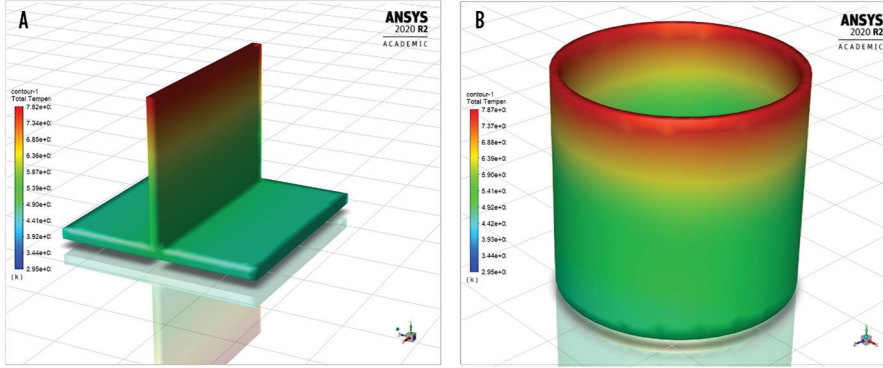 A
ANSYS
2020 R2
ACADEMIC
contour-1
Total Temper
7.82e+0
7.34e+0
6.85e+0
6.36e+0
5.87e+0
5.39e+0
4.90e+0
4.41e+0
3.92e+0
3.44e+0
2.95e+0
( k )
B
ANSYS
2020 R2
ACADEMIC
contour-1
Total Temper
7.87e+0
7.37e+0
6.88e+0
6.39e+0
5.90e+0
5.41e+0
4.92e+0
4.42e+0
3.93e+0
3.44e+0
2.95e+0
( k )